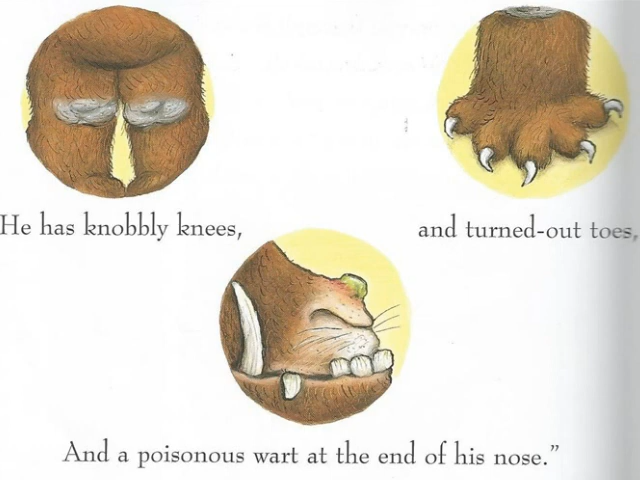 He has knobbly knees,
and turned-out toes,
And a poisonous wart at the end of his nose.”